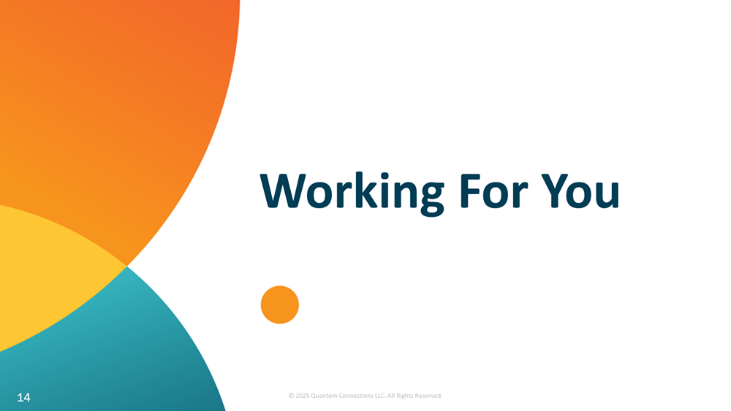 Working For You
14
© 2025 Quantum Connections LLC. All Rights Reserved.